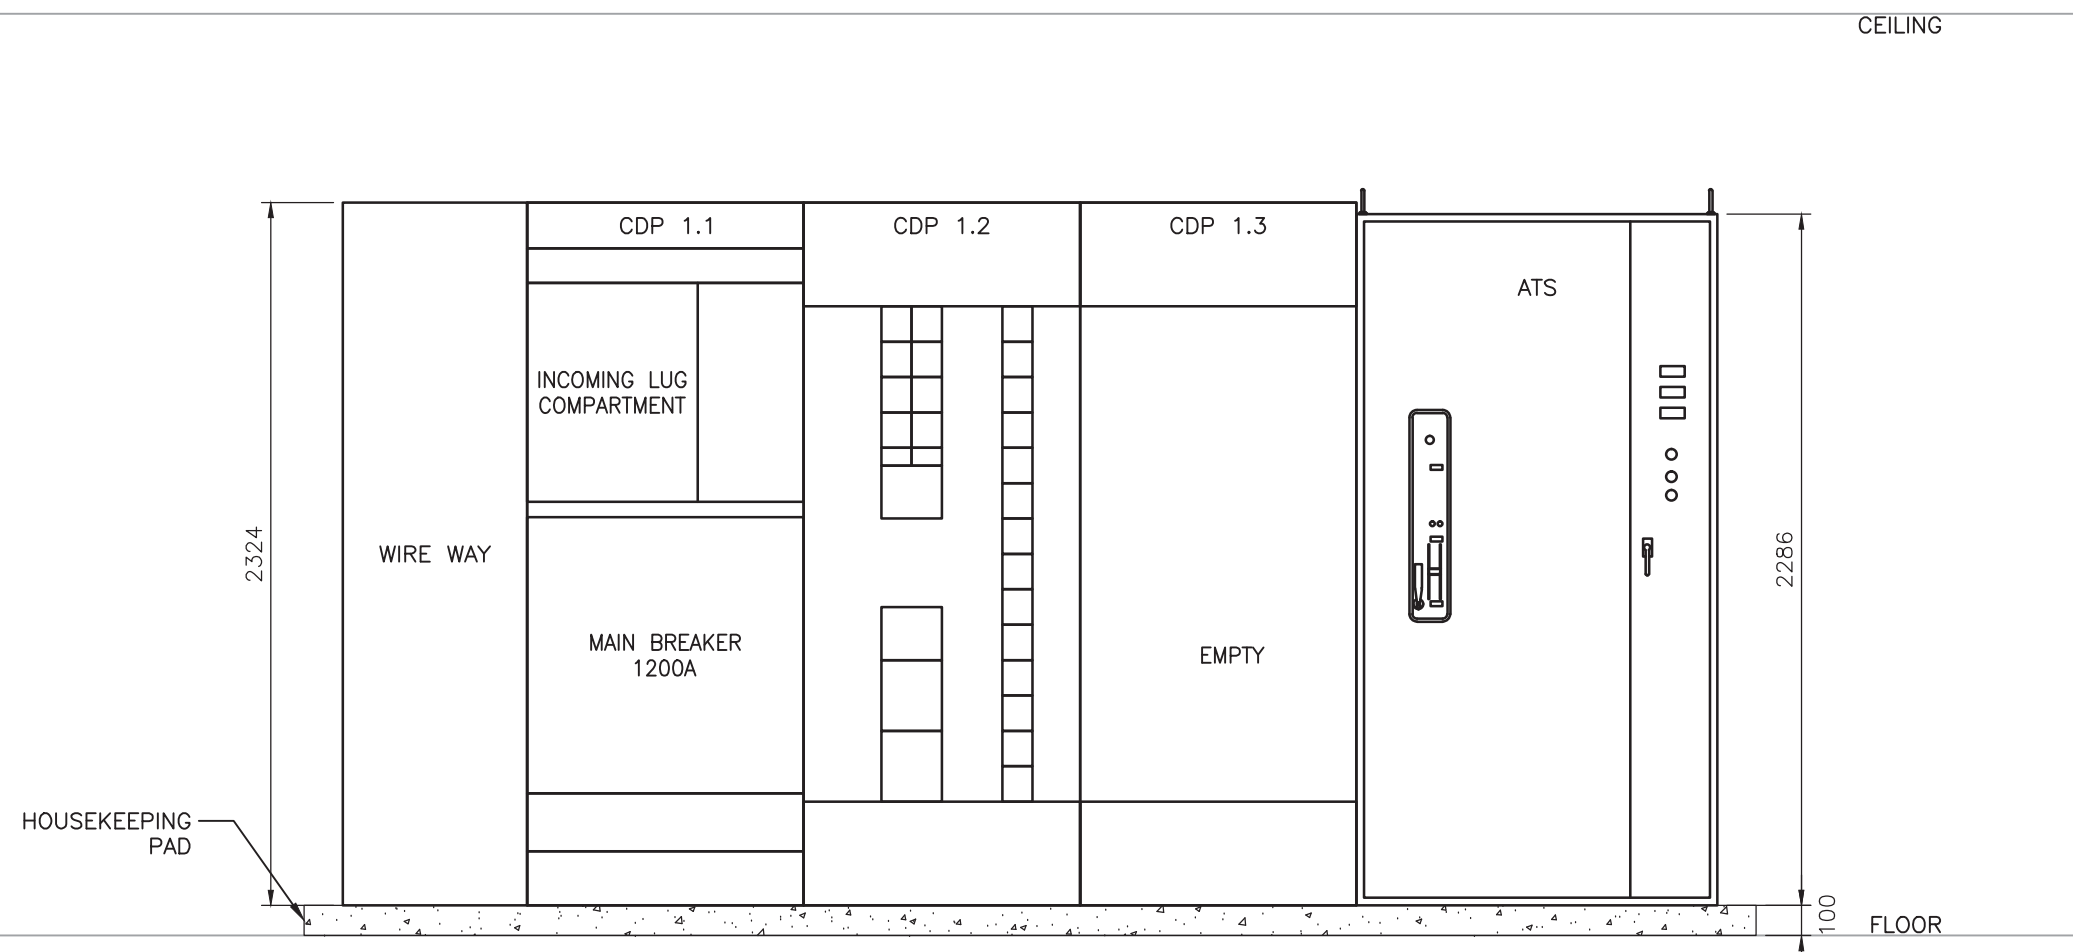 CEILING
CDP 1.1
CDP 1.2
CDP 1.3
ATS
INCOMING LUG
COMPARTMENT
2324
WIRE WAY
2286
MAIN BREAKER
1200A
EMPTY
HOUSEKEEPING
PAD
100
FLOOR